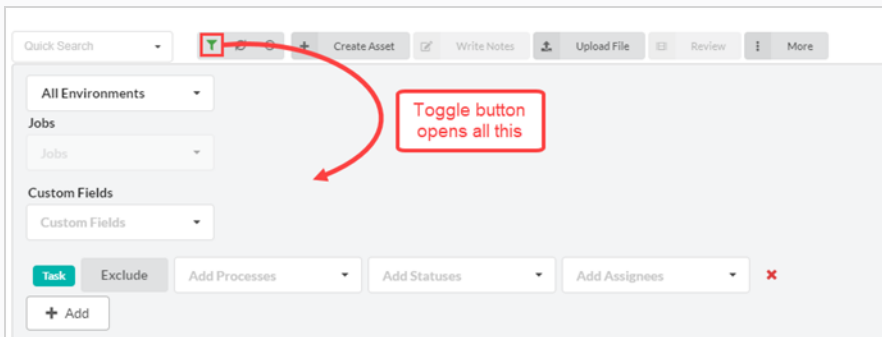 Quick Search
Create Asset
Write Notes
Upload File
Review
More
All Environments
Toggle button
opens all this
Jobs
Jobs
Custom Fields
Custom Fields
Task
Exclude
Add Processes
Add Statuses
Add Assignees
Add